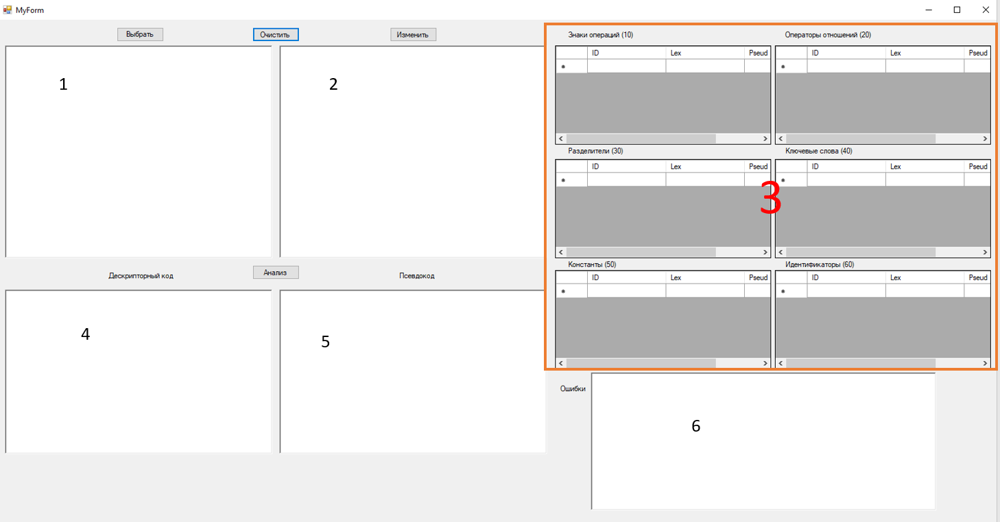 MyForm
Выбрать Очистить Изменить
1
2
Знаки операций (10) Операторы отношений (20)
ID Lex Pseud ID Lex Pseud
Разделители (30) Ключевые слова (40)
ID Lex Pseud ID Lex Pseud
3
Константы (50) Идентификаторы (60)
ID Lex Pseud ID Lex Pseud
Дескрипторный код Анализ Псевдокод
4
5
Ошибки
6